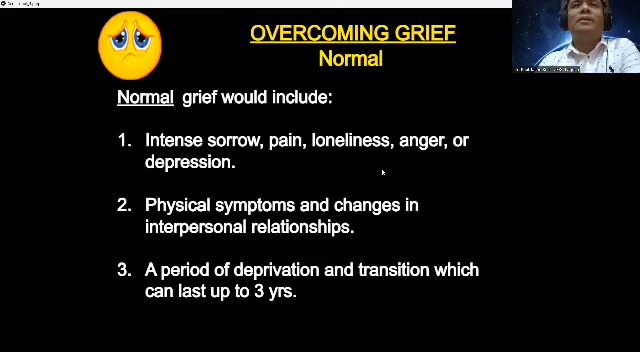 OVERCOMING GRIEF
Normal
Normal grief would include:
1. Intense sorrow, pain, loneliness, anger, or
depression.
2. Physical symptoms and changes in
interpersonal relationships.
3. A period of deprivation and transition which
can last up to 3 yrs.